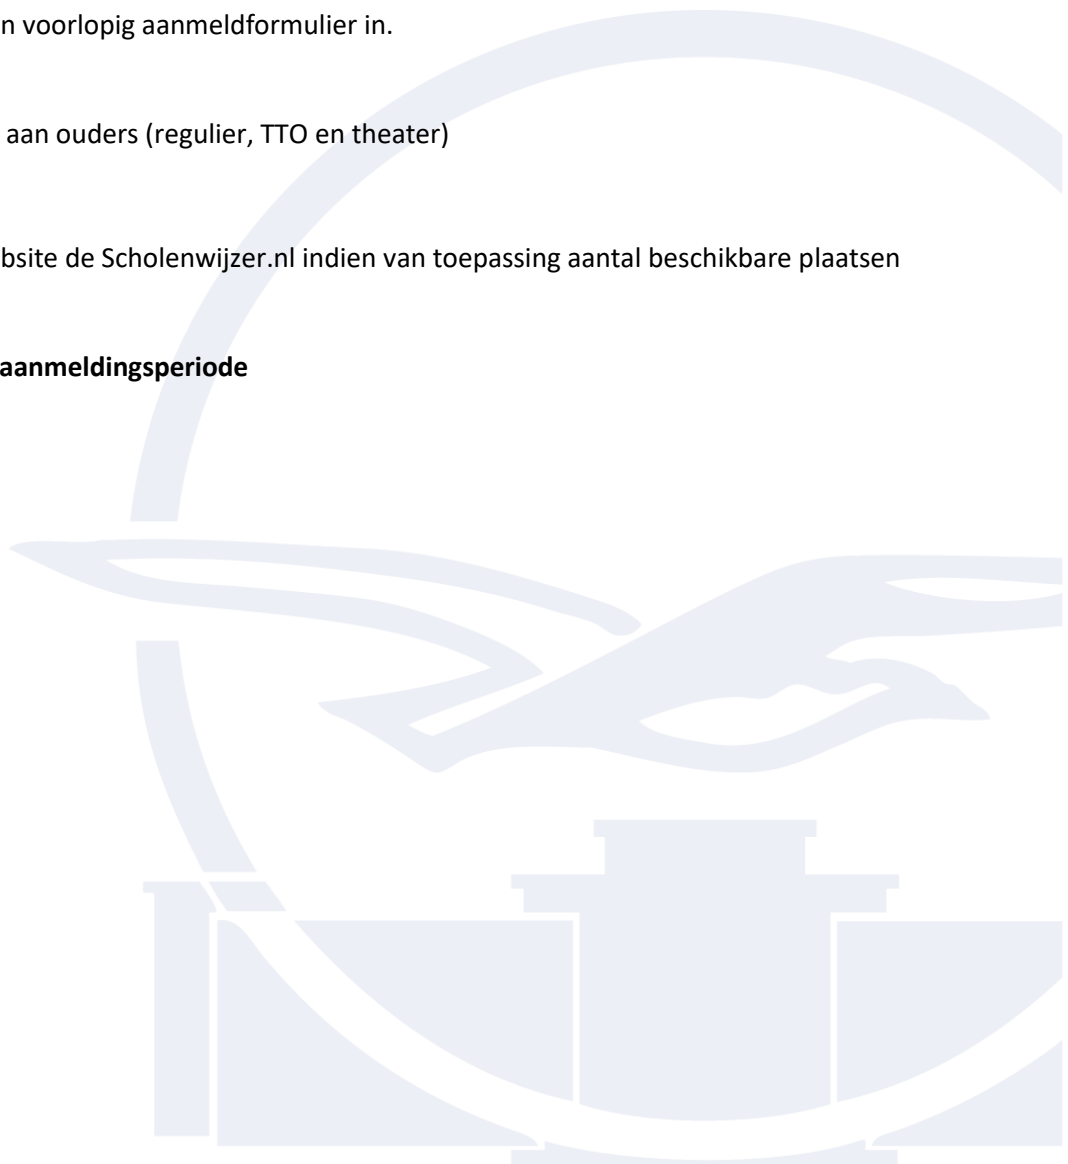 n voorlopig aanmeldformulier in.
aan ouders (regulier, TTO en theater)
bsite de Scholenwijzer.nl indien van toepassing aantal beschikbare plaatsen
aanmeldingsperiode